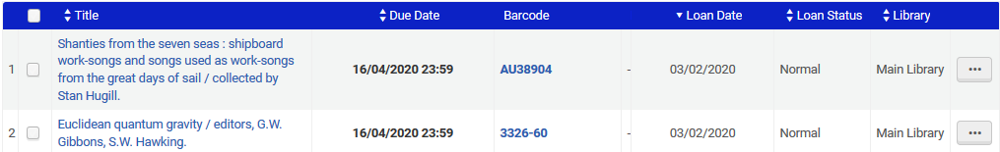 Title Due Date Barcode Loan Date Loan Status Library
Shanties from the seven seas : shipboard
work-songs and songs used as work-songs
1 from the great days of sail / collected by 16/04/2020 23:59 AU38904 - 03/02/2020 Normal Main Library ...
Stan Hugill.
Euclidean quantum gravity / editors, G.W.
2 Gibbons, S.W. Hawking. 16/04/2020 23:59 3326-60 - 03/02/2020 Normal Main Library ...